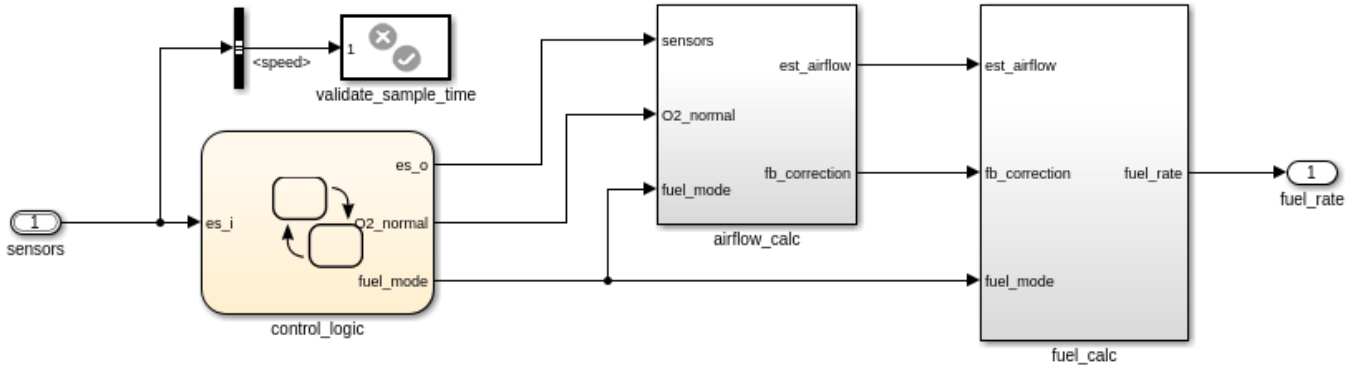 1
sensors
<speed>
1
validate_sample_time
es_i
es_o
O2_normal
fuel_mode
control_logic
sensors
O2_normal
fuel_mode
est_airflow
fb_correction
airflow_calc
est_airflow
fb_correction
fuel_mode
fuel_rate
fuel_calc
1
fuel_rate